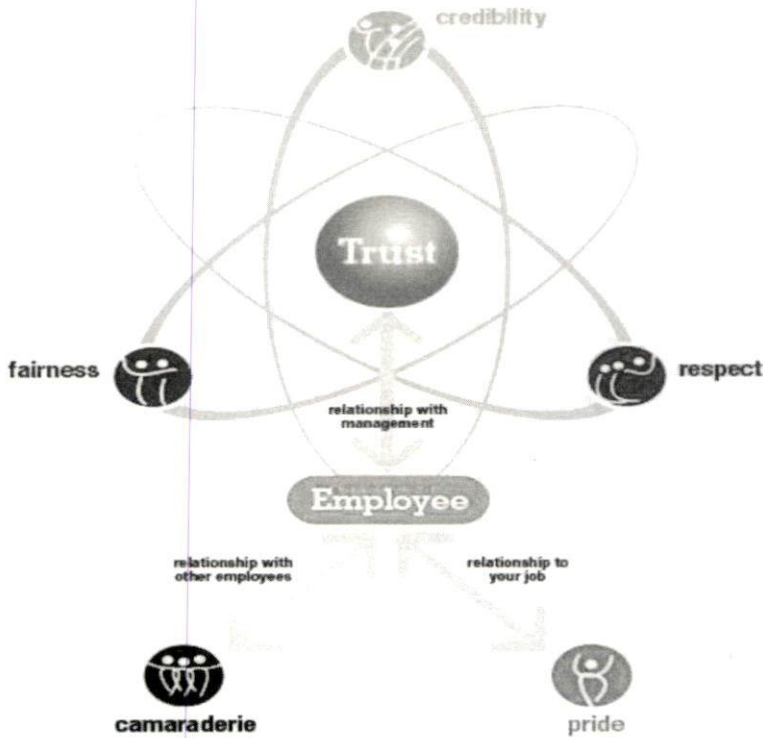 credibility
Trust
fairness
respect
relationship with
management
Employee
relationship with
other employees
relationship to
your job
camaraderie
pride